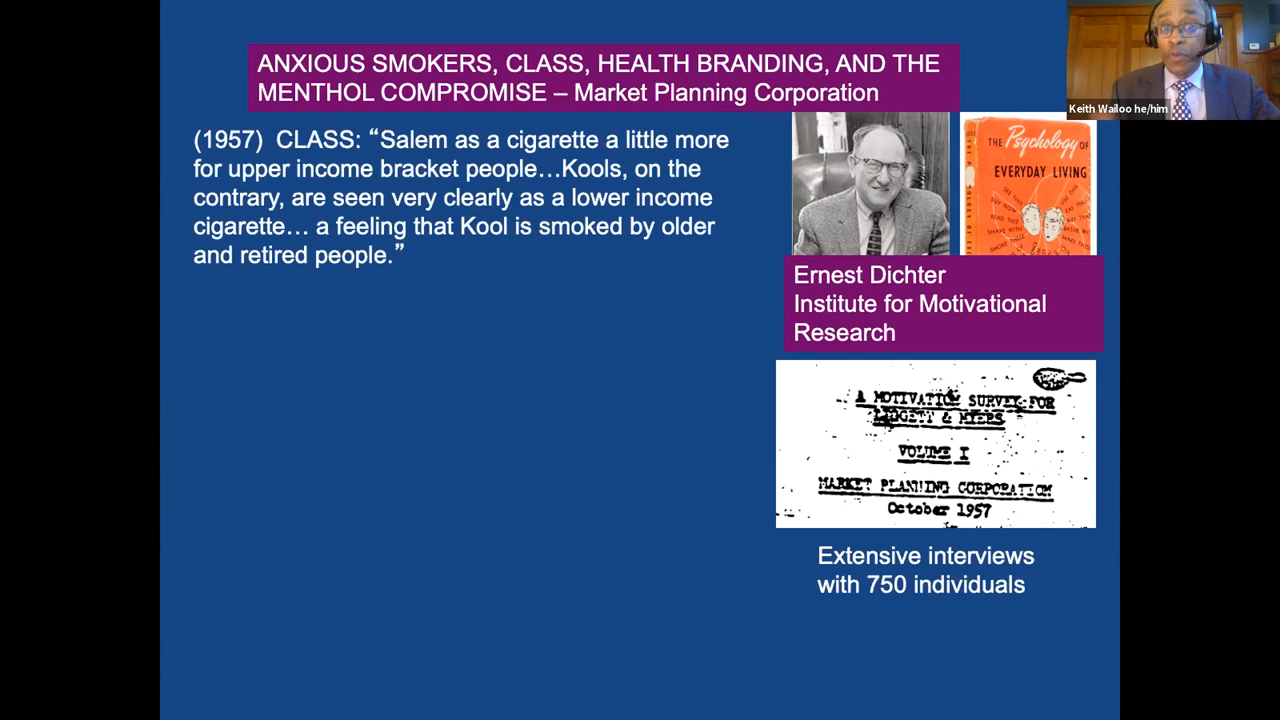 ANXIOUS SMOKERS, CLASS, HEALTH BRANDING, AND THE
MENTHOL COMPROMISE – Market Planning Corporation
Keith Wailoo he/him
(1957) CLASS: “Salem as a cigarette a little more
for upper income bracket people…Kools, on the
contrary, are seen very clearly as a lower income
cigarette… a feeling that Kool is smoked by older
and retired people.”
THE Psychology OF
EVERYDAY LIVING
Ernest Dichter
Institute for Motivational
Research
A MOTIVATION SURVEY FOR
LIGGETT & MYERS
VOLUME I
MARKET PLANNING CORPORATION
October 1957
Extensive interviews
with 750 individuals